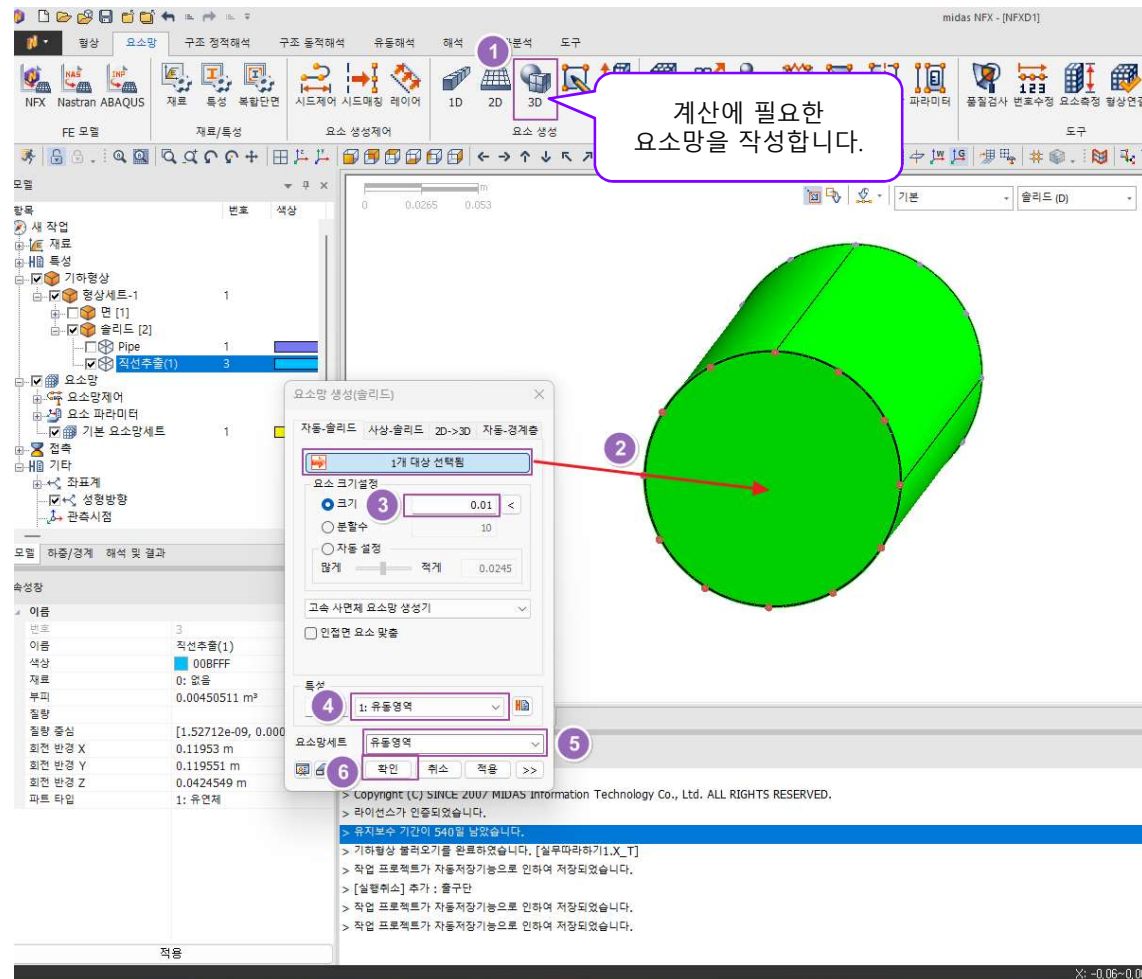 midas NFX - [NFXD1]
형상 요소망 구조 정적해석 구조 동적해석 유동해석 해석 도구
1
NFX Nastran ABAQUS 재료 특성 복합단면 시드제어 시드매칭 레이어 1D 2D 3D 파라미터 품질검사 번호수정 요소측정 형상연결
FE 모델 재료/특성 요소 생성제어 요소 생성 도구
계산에 필요한
요소망을 작성합니다.
모델
항목 번호 색상
새 작업
재료
특성
기하형상
형상세트-1 1
면 [1]
솔리드 [2]
Pipe 1
직선추출(1) 3
요소망
요소망제어
요소 파라미터
기본 요소망세트 1
접촉
기타
좌표계
성형방향
관측시점
모델 하중/경계 해석 및 결과
속성창
이름
번호 3
이름 직선추출(1)
색상 00BFFF
재료 0: 없음
부피 0.00450511 m³
질량
질량 중심 [1.52712e-09, 0.000
회전 반경 X 0.11953 m
회전 반경 Y 0.119551 m
회전 반경 Z 0.0424549 m
파트 타입 1: 유연체
적용
m
0 0.0265 0.053
기본 솔리드 (D)
요소망 생성(솔리드)
자동-솔리드 사상-솔리드 2D->3D 자동-경계층
1개 대상 선택됨
2
요소 크기설정
크기 3 0.01 <
분할수 10
자동 설정
많게 적게 0.0245
고속 사면체 요소망 생성기
인접면 요소 맞춤
특성
4 1: 유동영역
요소망세트 유동영역 5
6 확인 취소 적용 >>
> Copyright (C) SINCE 2007 MIDAS Information Technology Co., Ltd. ALL RIGHTS RESERVED.
> 라이선스가 인증되었습니다.
> 유지보수 기간이 540일 남았습니다.
> 기하형상 불러오기를 완료하였습니다. [실무따라하기1.X_T]
> 작업 프로젝트가 자동저장기능으로 인하여 저장되었습니다.
> [실행취소] 추가 : 출구단
> 작업 프로젝트가 자동저장기능으로 인하여 저장되었습니다.
> 작업 프로젝트가 자동저장기능으로 인하여 저장되었습니다.